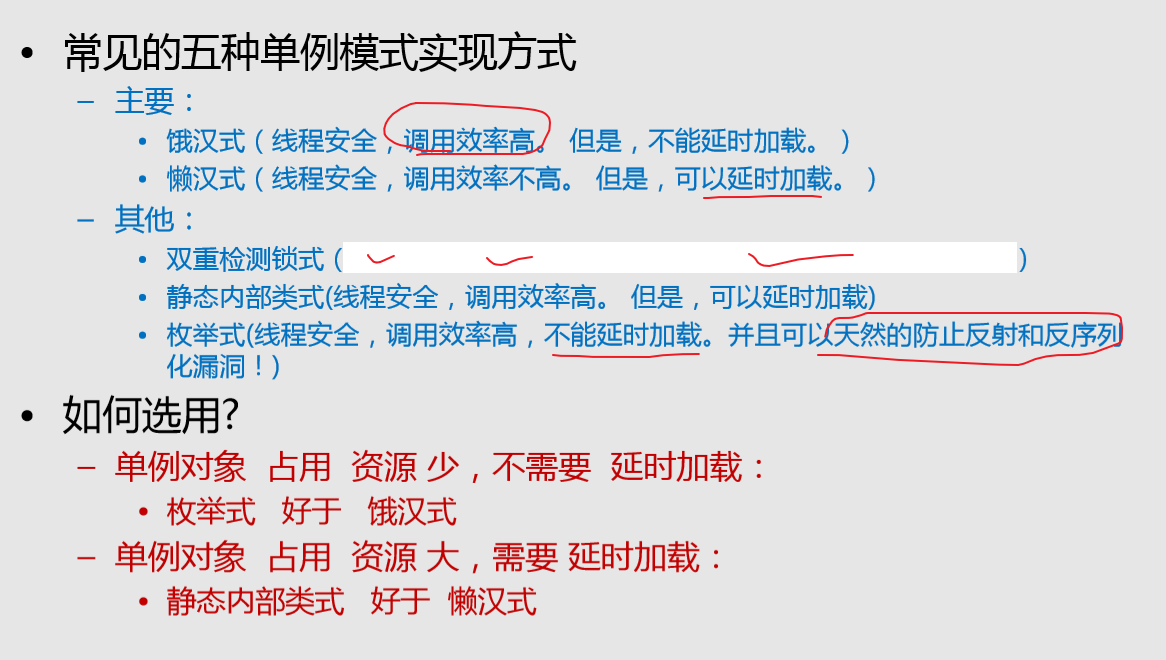 • 常见的五种单例模式实现方式
– 主要：
• 饿汉式（线程安全，调用效率高。 但是，不能延时加载。）
• 懒汉式（线程安全，调用效率不高。 但是，可以延时加载。）
– 其他：
• 双重检测锁式（ ）
• 静态内部类式(线程安全，调用效率高。 但是，可以延时加载)
• 枚举式(线程安全，调用效率高，不能延时加载。并且可以天然的防止反射和反序列
化漏洞！)
• 如何选用?
– 单例对象 占用 资源 少，不需要 延时加载：
• 枚举式 好于 饿汉式
– 单例对象 占用 资源 大，需要 延时加载：
• 静态内部类式 好于 懒汉式